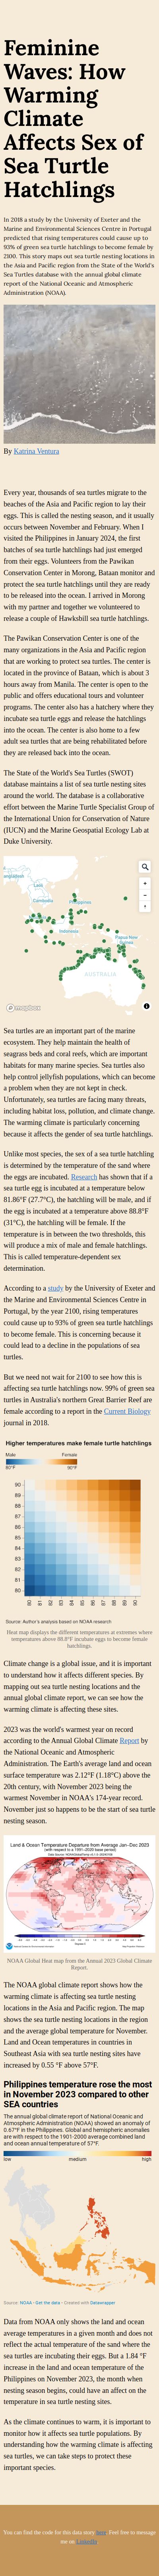 Feminine
Waves: How
Warming
Climate
Affects Sex of
Sea Turtle
Hatchlings
In 2018 a study by the University of Exeter and the
Marine and Environmental Sciences Centre in Portugal
predicted that rising temperatures could cause up to
93% of green sea turtle hatchlings to become female by
2100. This story maps out sea turtle nesting locations in
the Asia and Pacific region from the State of the World's
Sea Turtles database with the annual global climate
report of the National Oceanic and Atmospheric
Administration (NOAA).
By Katrina Ventura
Every year, thousands of sea turtles migrate to the
beaches of the Asia and Pacific region to lay their
eggs. This is called the nesting season, and it usually
occurs between November and February. When I
visited the Philippines in January 2024, the first
batches of sea turtle hatchlings had just emerged
from their eggs. Volunteers from the Pawikan
Conservation Center in Morong, Bataan monitor and
protect the sea turtle hatchlings until they are ready
to be released into the ocean. I arrived in Morong
with my partner and together we volunteered to
release a couple of Hawksbill sea turtle hatchlings.
The Pawikan Conservation Center is one of the
many organizations in the Asia and Pacific region
that are working to protect sea turtles. The center is
located in the province of Bataan, which is about 3
hours away from Manila. The center is open to the
public and offers educational tours and volunteer
programs. The center also has a hatchery where they
incubate sea turtle eggs and release the hatchlings
into the ocean. The center is also home to a few
adult sea turtles that are being rehabilitated before
they are released back into the ocean.
The State of the World's Sea Turtles (SWOT)
database maintains a list of sea turtle nesting sites
around the world. The database is a collaborative
effort between the Marine Turtle Specialist Group of
the International Union for Conservation of Nature
(IUCN) and the Marine Geospatial Ecology Lab at
Duke University.
Laos
Cambodia
Philippines
Indonesia
Papua New
Guinea
AUSTRALIA
mapbox
Sea turtles are an important part of the marine
ecosystem. They help maintain the health of
seagrass beds and coral reefs, which are important
habitats for many marine species. Sea turtles also
help control jellyfish populations, which can become
a problem when they are not kept in check.
Unfortunately, sea turtles are facing many threats,
including habitat loss, pollution, and climate change.
The warming climate is particularly concerning
because it affects the gender of sea turtle hatchlings.
Unlike most species, the sex of a sea turtle hatchling
is determined by the temperature of the sand where
the eggs are incubated. Research has shown that if a
sea turtle egg is incubated at a temperature below
81.86°F (27.7°C), the hatchling will be male, and if
the egg is incubated at a temperature above 88.8°F
(31°C), the hatchling will be female. If the
temperature is in between the two thresholds, this
will produce a mix of male and female hatchlings.
This is called temperature-dependent sex
determination.
According to a study by the University of Exeter and
the Marine and Environmental Sciences Centre in
Portugal, by the year 2100, rising temperatures
could cause up to 93% of green sea turtle hatchlings
to become female. This is concerning because it
could lead to a decline in the populations of sea
turtles.
But we need not wait for 2100 to see how this is
affecting sea turtle hatchlings now. 99% of green sea
turtles in Australia's northern Great Barrier Reef are
female according to a report in the Current Biology
journal in 2018.
Higher temperatures make female turtle hatchlings
Male Female
80°F 90°F
90
89
88
87
86
85
84
83
82
81
80
80 81 82 83 84 85 86 87 88 89 90
Source: Author's analysis based on NOAA research
Heat map displays the different temperatures at extremes where
temperatures above 88.8°F incubate eggs to become female
hatchlings.
Climate change is a global issue, and it is important
to understand how it affects different species. By
mapping out sea turtle nesting locations and the
annual global climate report, we can see how the
warming climate is affecting these species.
2023 was the world's warmest year on record
according to the Annual Global Climate Report by
the National Oceanic and Atmospheric
Administration. The Earth's average land and ocean
surface temperature was 2.12°F (1.18°C) above the
20th century, with November 2023 being the
warmest November in NOAA's 174-year record.
November just so happens to be the start of sea turtle
nesting season.
Land & Ocean Temperature Departure from Average Jan–Dec 2023
(with respect to a 1991–2020 base period)
NOAA Global Heat map from the Annual 2023 Global Climate
Report.
The NOAA global climate report shows how the
warming climate is affecting sea turtle nesting
locations in the Asia and Pacific region. The map
shows the sea turtle nesting locations in the region
and the average global temperature for November.
Land and Ocean temperatures in countries in
Southeast Asia with sea turtle nesting sites have
increased by 0.55 °F above 57°F.
Philippines temperature rose the most
in November 2023 compared to other
SEA countries
The annual global climate report of National Oceanic and
Atmospheric Administration (NOAA) posted an anomaly of
0.67°F in the Philippines. Global and hemispheric anomalies
are with respect to the 1991-2000 average combined land
and ocean annual temperature of 57°F.
low medium high
Source: NOAA · Get the data · Created with Datawrapper
Data from NOAA only shows the land and ocean
average temperatures in a given month and does not
reflect the actual temperature of the sand where the
sea turtles are incubating their eggs. But a 1.84 °F
increase in the land and ocean temperature of the
Philippines on November 2023, the month when
nesting season begins, could have an affect on the
temperature in sea turtle nesting sites.
As the climate continues to warm, it is important to
monitor how it affects sea turtle populations. By
understanding how the warming climate is affecting
sea turtles, we can take steps to protect these
important species.
You can find the code for this data story here. Feel free to message
me on LinkedIn.